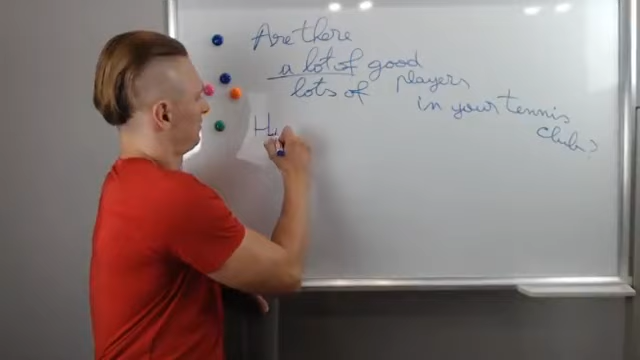 Are there
a lot of good
lots of players
in your tennis
club?
H